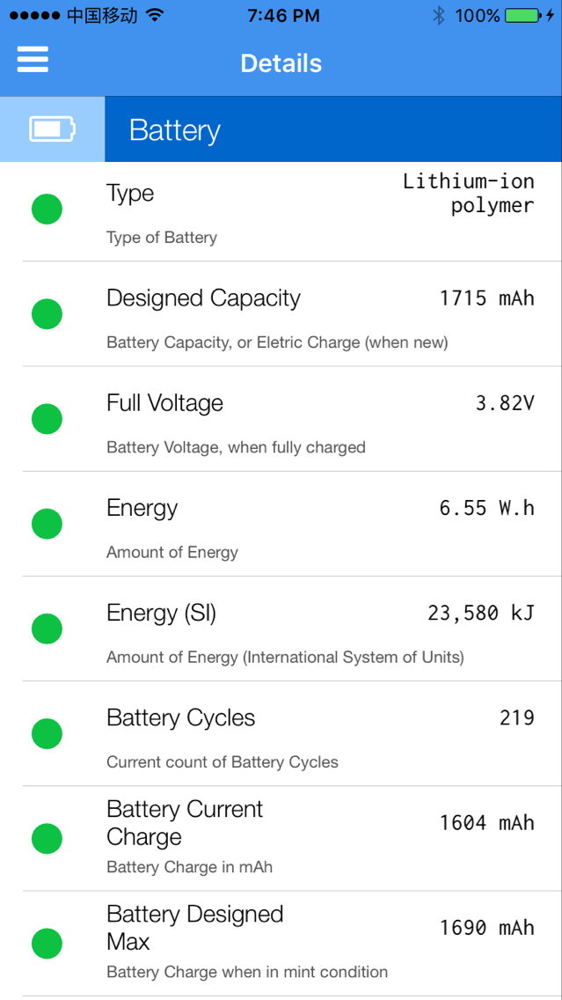 中国移动 7:46 PM 100%
Details
Battery
Type Lithium-ion
polymer
Type of Battery
Designed Capacity 1715 mAh
Battery Capacity, or Eletric Charge (when new)
Full Voltage 3.82V
Battery Voltage, when fully charged
Energy 6.55 W.h
Amount of Energy
Energy (SI) 23,580 kJ
Amount of Energy (International System of Units)
Battery Cycles 219
Current count of Battery Cycles
Battery Current
Charge 1604 mAh
Battery Charge in mAh
Battery Designed
Max 1690 mAh
Battery Charge when in mint condition